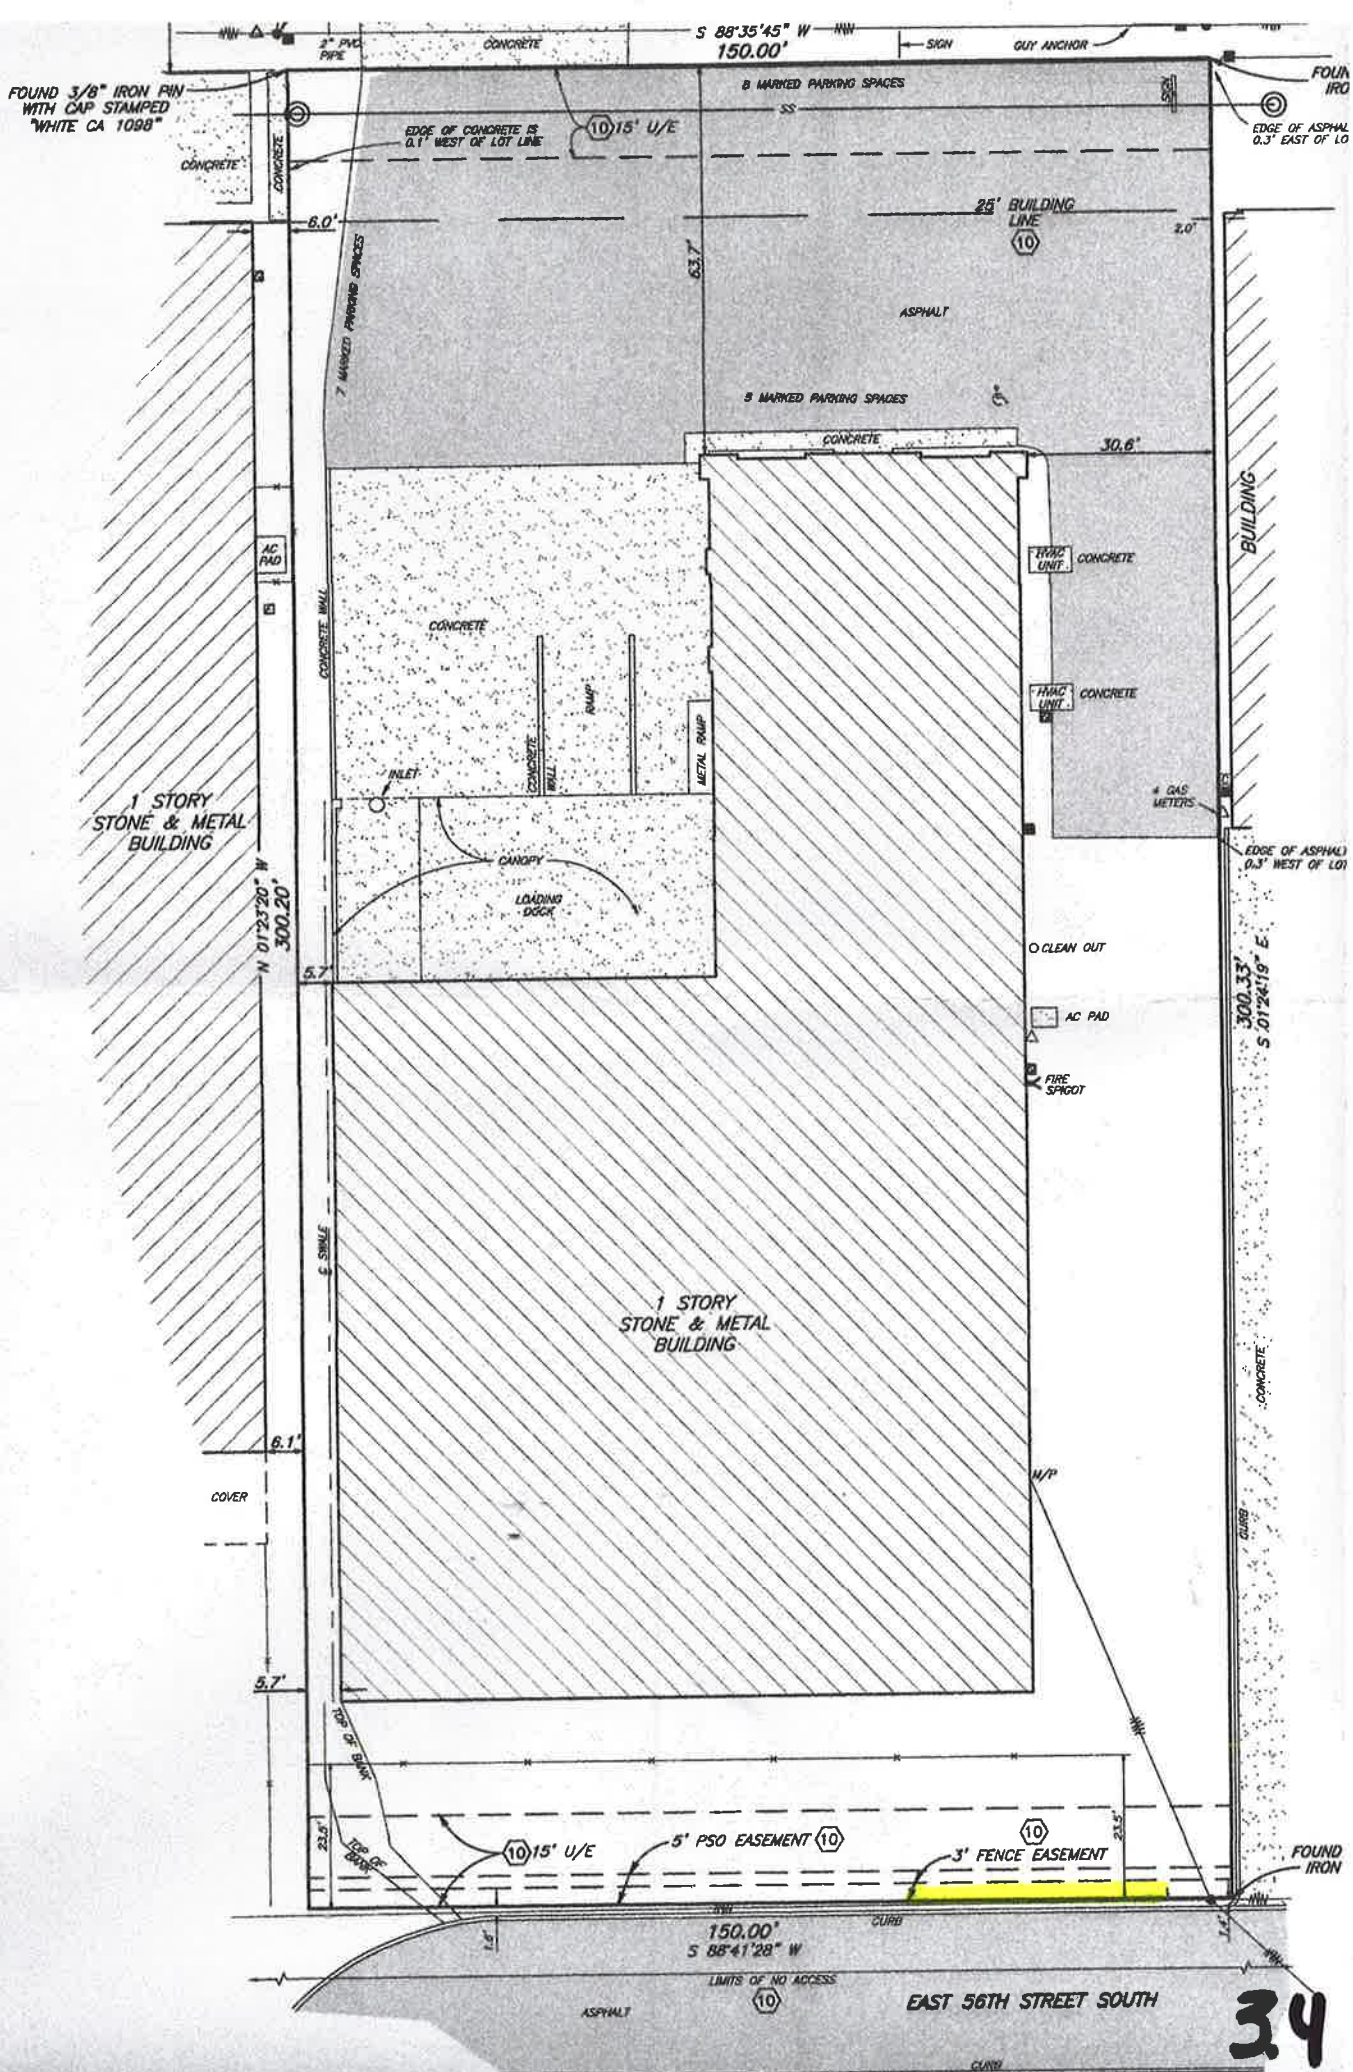 S 88°35'45" W
150.00'
2" PVC
PIPE
CONCRETE
SIGN
GUY ANCHOR
FOUND 3/8" IRON PIN
WITH CAP STAMPED
"WHITE CA 1098"
8 MARKED PARKING SPACES
SIGN
FOUN
IRO
SS
EDGE OF CONCRETE IS
0.1' WEST OF LOT LINE
10 15' U/E
EDGE OF ASPHAL
0.3' EAST OF LO
CONCRETE
CONCRETE
6.0'
25' BUILDING
LINE
10
2.0'
7 MARKED PARKING SPACES
63.7'
ASPHALT
5 MARKED PARKING SPACES
CONCRETE
30.6'
BUILDING
AC
PAD
HVAC
UNIT
CONCRETE
CONCRETE WALL
CONCRETE
RAMP
HVAC
UNIT
CONCRETE
CONCRETE
WALL
METAL RAMP
INLET
4 GAS
METERS
1 STORY
STONE & METAL
BUILDING
CANOPY
LOADING
DOCK
EDGE OF ASPHAL
0.3' WEST OF LOT
N 01°23'20" W
300.20'
CLEAN OUT
5.7'
300.33'
S 01°24'19" E
AC PAD
FIRE
SPIGOT
℄ SWALE
1 STORY
STONE & METAL
BUILDING
CONCRETE
6.1'
M/P
COVER
CURB
5.7'
TOP OF BANK
23.5'
TOP OF
BANK
10 15' U/E
5' PSO EASEMENT 10
10
3' FENCE EASEMENT
23.5'
FOUND
IRON
150.00'
S 88°41'28" W
CURB
1.6'
1.4'
LIMITS OF NO ACCESS
10
ASPHALT
EAST 56TH STREET SOUTH
34
CURB